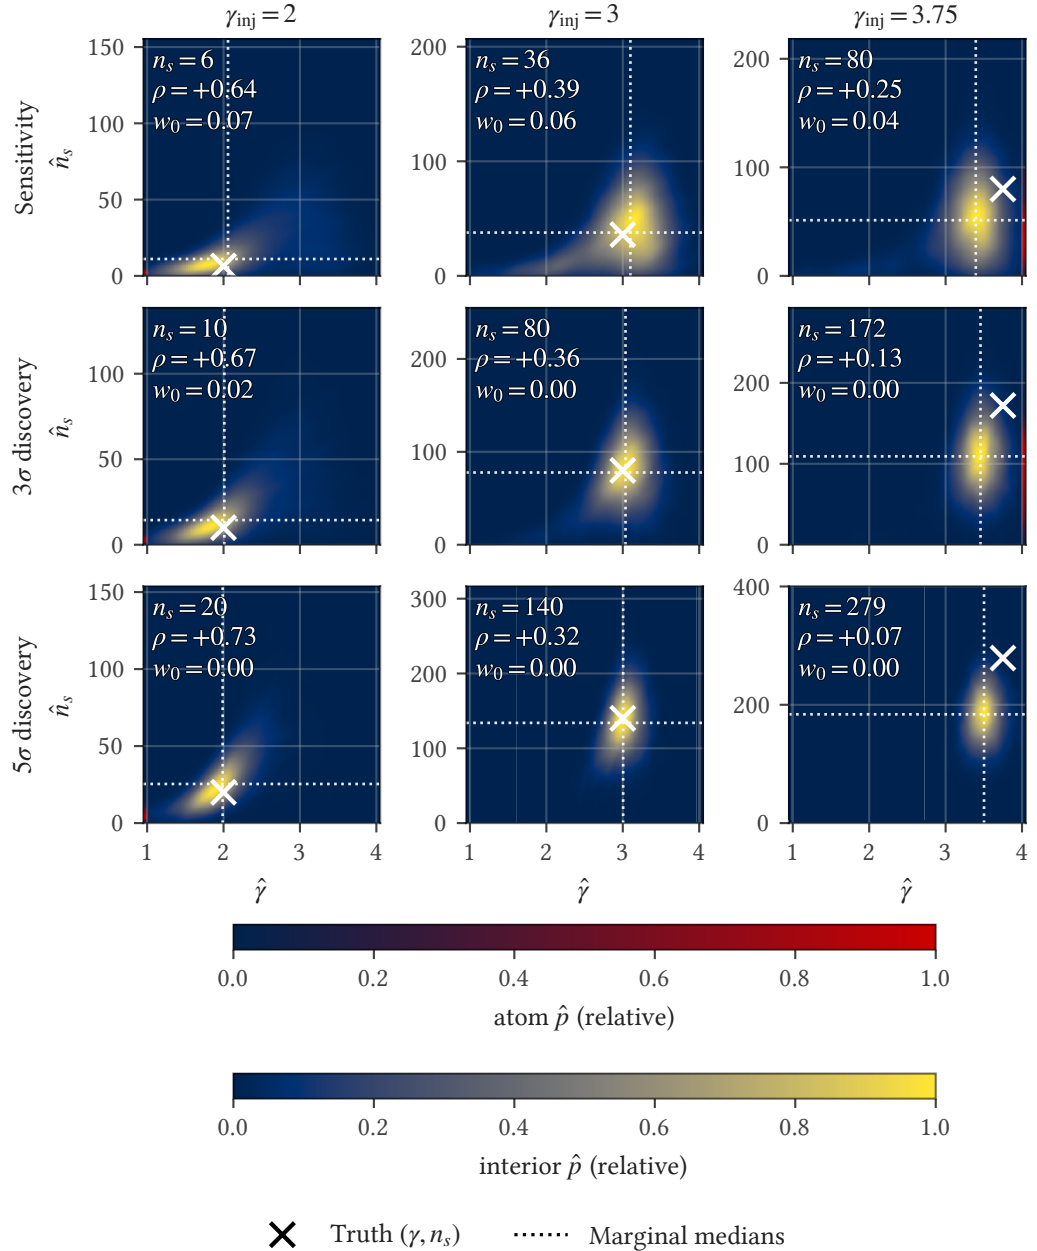 γinj = 2
γinj = 3
γinj = 3.75
Sensitivity
n̂s
150
100
50
0
ns = 6
ρ = +0.64
w0 = 0.07
200
100
0
ns = 36
ρ = +0.39
w0 = 0.06
200
100
0
ns = 80
ρ = +0.25
w0 = 0.04
3σ discovery
n̂s
100
50
0
ns = 10
ρ = +0.67
w0 = 0.02
200
100
0
ns = 80
ρ = +0.36
w0 = 0.00
200
100
0
ns = 172
ρ = +0.13
w0 = 0.00
5σ discovery
n̂s
150
100
50
0
ns = 20
ρ = +0.73
w0 = 0.00
300
200
100
0
ns = 140
ρ = +0.32
w0 = 0.00
400
200
0
ns = 279
ρ = +0.07
w0 = 0.00
1 2 3 4
1 2 3 4
1 2 3 4
γ̂
γ̂
γ̂
0.0 0.2 0.4 0.6 0.8 1.0
atom p̂ (relative)
0.0 0.2 0.4 0.6 0.8 1.0
interior p̂ (relative)
Truth (γ, ns)
Marginal medians